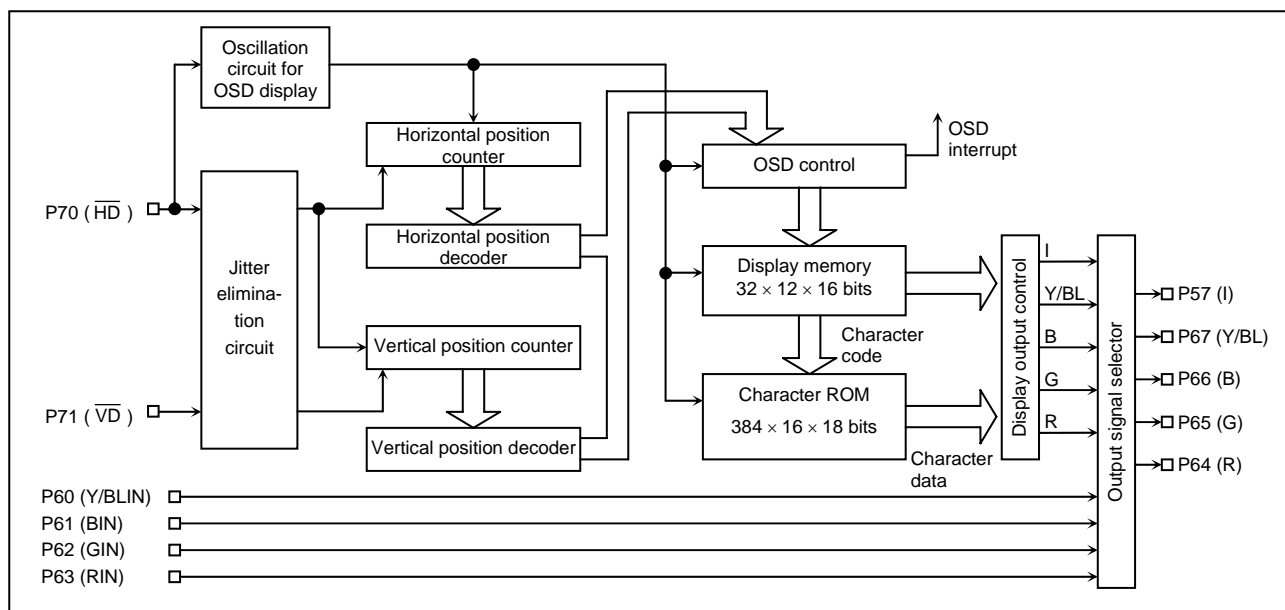 Oscillation
circuit for
OSD display
Horizontal position
counter
OSD
interrupt
OSD control
P70 ( HD )
Jitter
elimina-
tion
circuit
Horizontal position
decoder
Display memory
32 × 12 × 16 bits
Character
code
Vertical position counter
P71 ( VD )
Character ROM
384 × 16 × 18 bits
Vertical position decoder
Character
data
Display output control
I
Y/BL
B
G
R
Output signal selector
P57 (I)
P67 (Y/BL)
P66 (B)
P65 (G)
P64 (R)
P60 (Y/BLIN)
P61 (BIN)
P62 (GIN)
P63 (RIN)